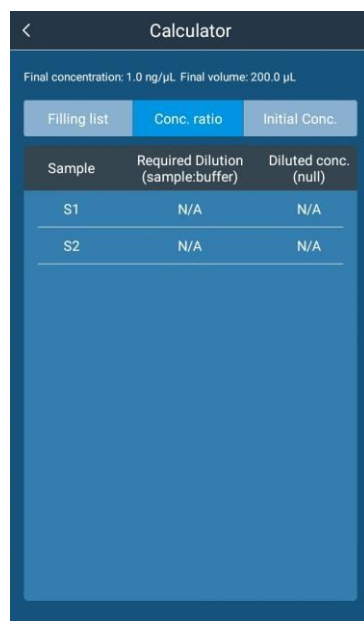 Calculator
Final concentration: 1.0 ng/µL Final volume: 200.0 µL
Filling list Conc. ratio Initial Conc.
Sample Required Dilution (sample:buffer) Diluted conc. (null)
S1 N/A N/A
S2 N/A N/A